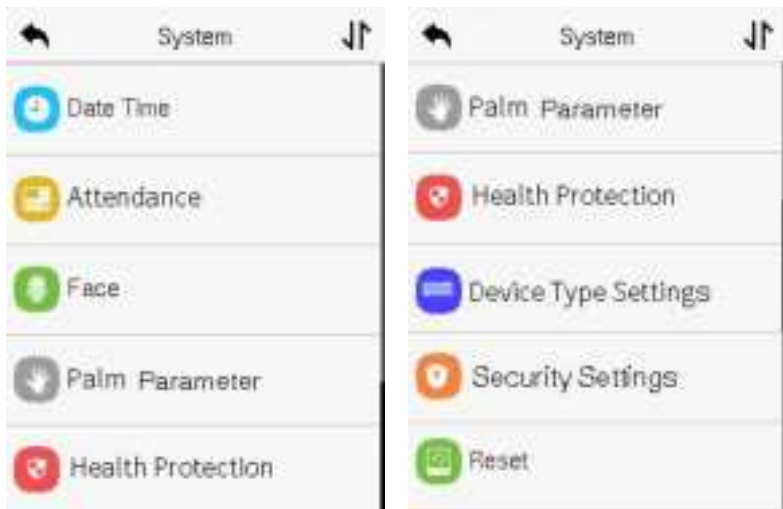 System
Date Time
Attendance
Face
Palm Parameter
Health Protection
System
Palm Parameter
Health Protection
Device Type Settings
Security Settings
Reset